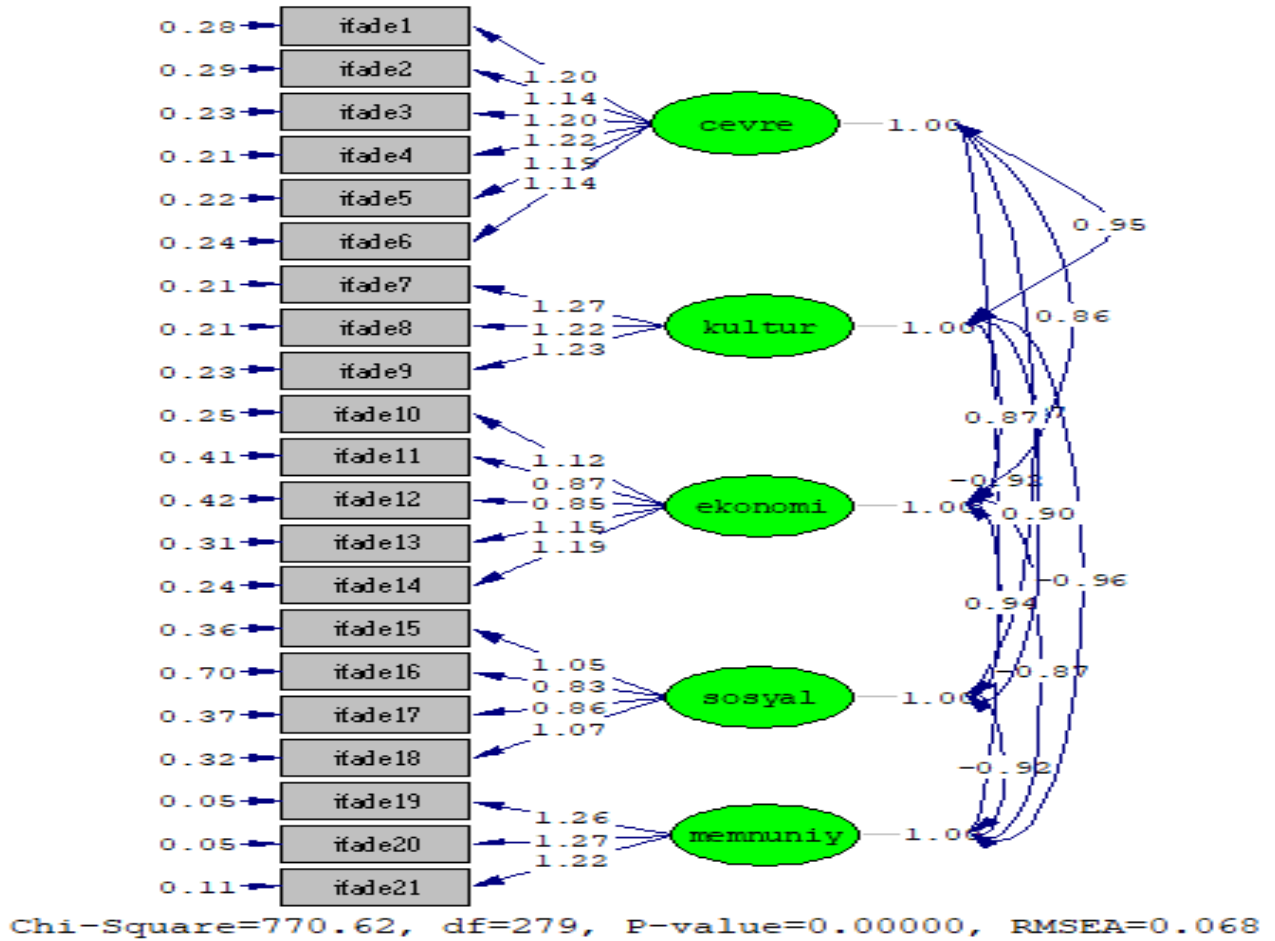 0.28 ifade1
0.29 ifade2
0.23 ifade3
0.21 ifade4
0.22 ifade5
0.24 ifade6
0.21 ifade7
0.21 ifade8
0.23 ifade9
0.25 ifade10
0.41 ifade11
0.42 ifade12
0.31 ifade13
0.24 ifade14
0.36 ifade15
0.70 ifade16
0.37 ifade17
0.32 ifade18
0.05 ifade19
0.05 ifade20
0.11 ifade21
1.20
1.14
1.20
1.22
1.19
1.14
1.27
1.22
1.23
1.12
0.87
0.85
1.15
1.19
1.05
0.83
0.86
1.07
1.26
1.27
1.22
cevre 1.00
kultur 1.00
ekonomi 1.00
sosyal 1.00
memnuniy 1.00
0.95
0.86
0.87
-0.92
0.90
-0.96
0.94
-0.87
-0.92
Chi-Square=770.62, df=279, P-value=0.00000, RMSEA=0.068